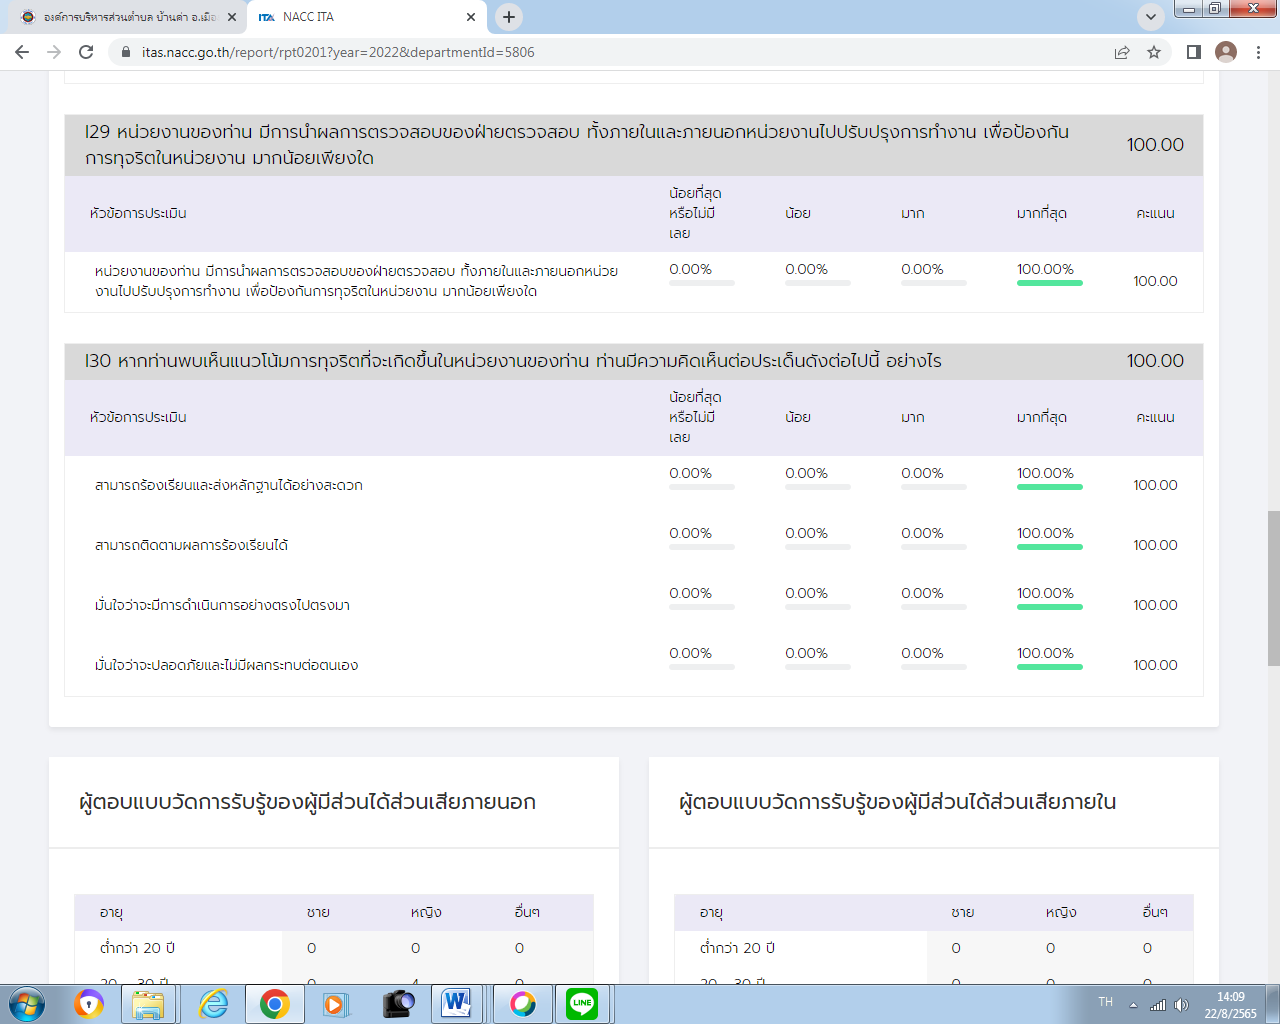 องค์การบริหารส่วนตำบล บ้านค่า อ.เมือ
NACC ITA
itas.nacc.go.th/report/rpt0201?year=2022&departmentId=5806
I29 หน่วยงานของท่าน มีการนำผลการตรวจสอบของฝ่ายตรวจสอบ ทั้งภายในและภายนอกหน่วยงานไปปรับปรุงการทำงาน เพื่อป้องกัน
การทุจริตในหน่วยงาน มากน้อยเพียงใด
100.00
หัวข้อการประเมิน
น้อยที่สุด
หรือไม่มี
เลย
น้อย
มาก
มากที่สุด
คะแนน
หน่วยงานของท่าน มีการนำผลการตรวจสอบของฝ่ายตรวจสอบ ทั้งภายในและภายนอกหน่วย
งานไปปรับปรุงการทำงาน เพื่อป้องกันการทุจริตในหน่วยงาน มากน้อยเพียงใด
0.00% 0.00% 0.00% 100.00% 100.00
I30 หากท่านพบเห็นแนวโน้มการทุจริตที่จะเกิดขึ้นในหน่วยงานของท่าน ท่านมีความคิดเห็นต่อประเด็นดังต่อไปนี้ อย่างไร 100.00
หัวข้อการประเมิน
น้อยที่สุด
หรือไม่มี
เลย
น้อย
มาก
มากที่สุด
คะแนน
สามารถร้องเรียนและส่งหลักฐานได้อย่างสะดวก 0.00% 0.00% 0.00% 100.00% 100.00
สามารถติดตามผลการร้องเรียนได้ 0.00% 0.00% 0.00% 100.00% 100.00
มั่นใจว่าจะมีการดำเนินการอย่างตรงไปตรงมา 0.00% 0.00% 0.00% 100.00% 100.00
มั่นใจว่าจะปลอดภัยและไม่มีผลกระทบต่อตนเอง 0.00% 0.00% 0.00% 100.00% 100.00
ผู้ตอบแบบวัดการรับรู้ของผู้มีส่วนได้ส่วนเสียภายนอก
อายุ ชาย หญิง อื่นๆ
ต่ำกว่า 20 ปี 0 0 0
20 - 30 ปี 0 4 0
ผู้ตอบแบบวัดการรับรู้ของผู้มีส่วนได้ส่วนเสียภายใน
อายุ ชาย หญิง อื่นๆ
ต่ำกว่า 20 ปี 0 0 0
20 - 30 ปี 0 0 0
LINE
TH
14:09
22/8/2565